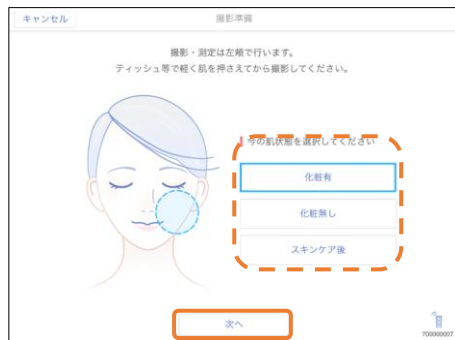 キャンセル
撮影準備
撮影・測定は左頬で行います。
ティッシュ等で軽く肌を押さえてから撮影してください。
今の肌状態を選択してください
化粧有
化粧無し
スキンケア後
次へ
700000007